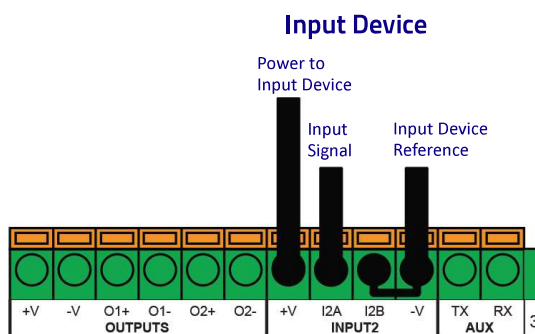 Input Device
Power to
Input Device
Input
Signal
Input Device
Reference
+V -V O1+ O1- O2+ O2- +V I2A I2B -V TX RX
OUTPUTS INPUT2 AUX
3